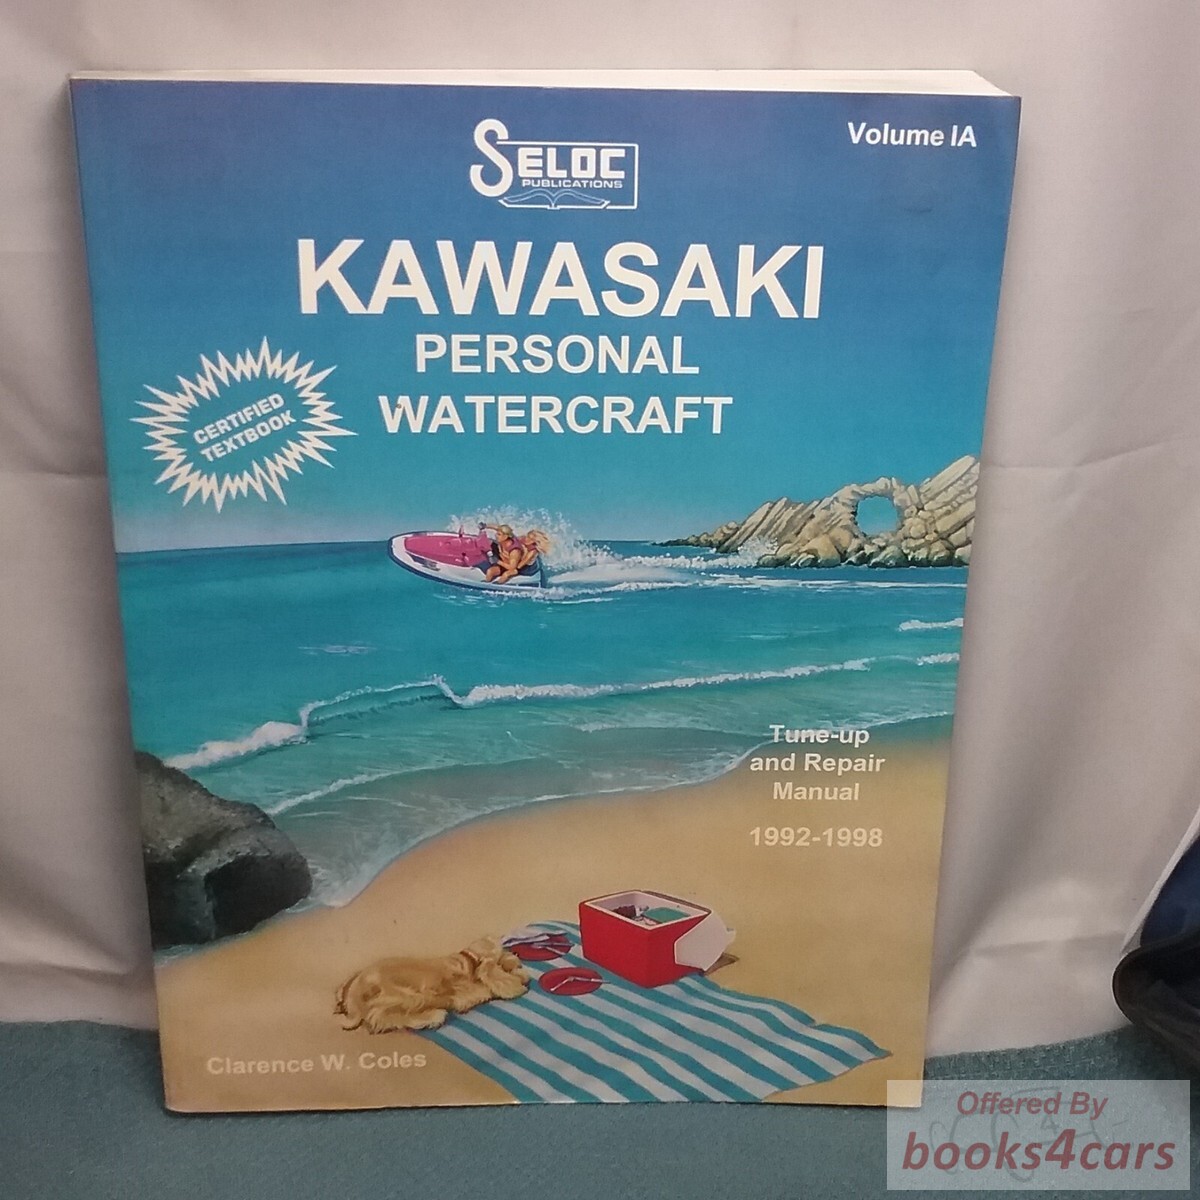 SELOC
PUBLICATIONS
Volume IA
KAWASAKI
PERSONAL
WATERCRAFT
CERTIFIED
TEXTBOOK
Tune-up
and Repair
Manual
1992-1998
Clarence W. Coles
Offered By
books4cars